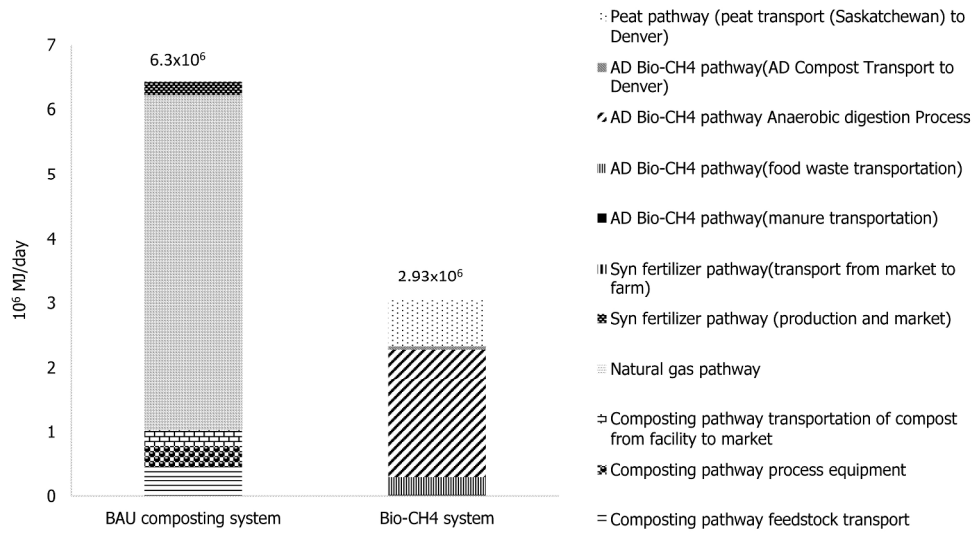 7
6
5
4
3
2
1
0
10⁶ MJ/day
6.3x10⁶
2.93x10⁶
BAU composting system
Bio-CH4 system
Peat pathway (peat transport (Saskatchewan) to
Denver)
AD Bio-CH4 pathway(AD Compost Transport to
Denver)
AD Bio-CH4 pathway Anaerobic digestion Process
AD Bio-CH4 pathway(food waste transportation)
AD Bio-CH4 pathway(manure transportation)
Syn fertilizer pathway(transport from market to
farm)
Syn fertilizer pathway (production and market)
Natural gas pathway
Composting pathway transportation of compost
from facility to market
Composting pathway process equipment
Composting pathway feedstock transport